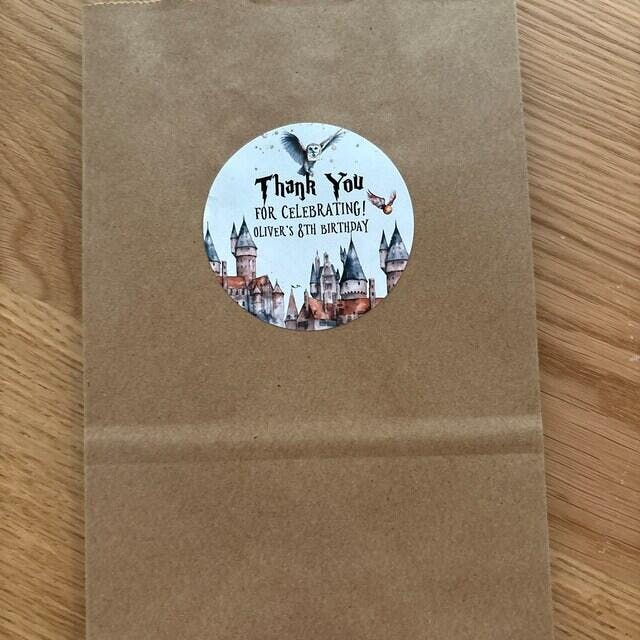 Thank You
FOR CELEBRATING!
OLIVER'S 8TH BIRTHDAY